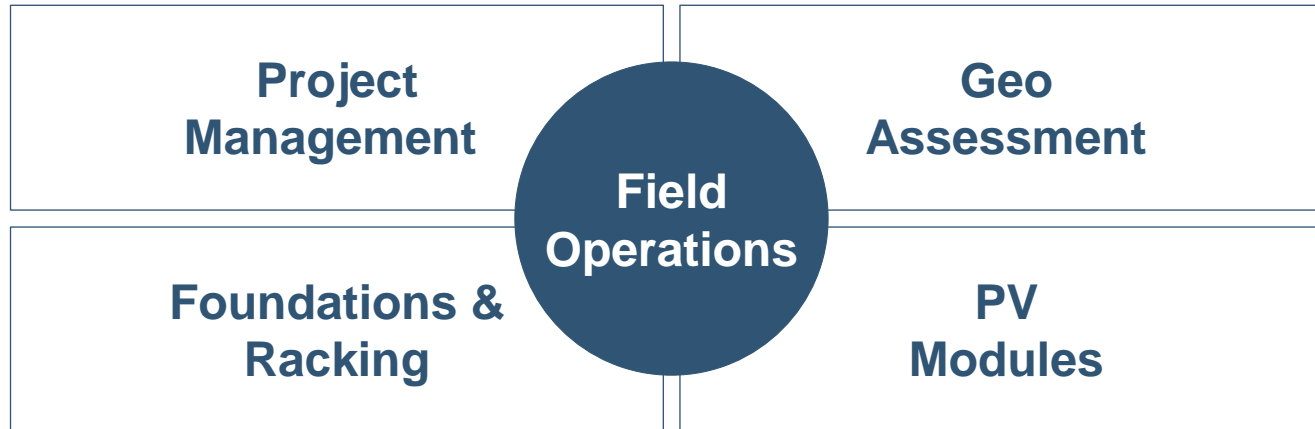 Project
Management
Geo
Assessment
Field
Operations
Foundations &
Racking
PV
Modules